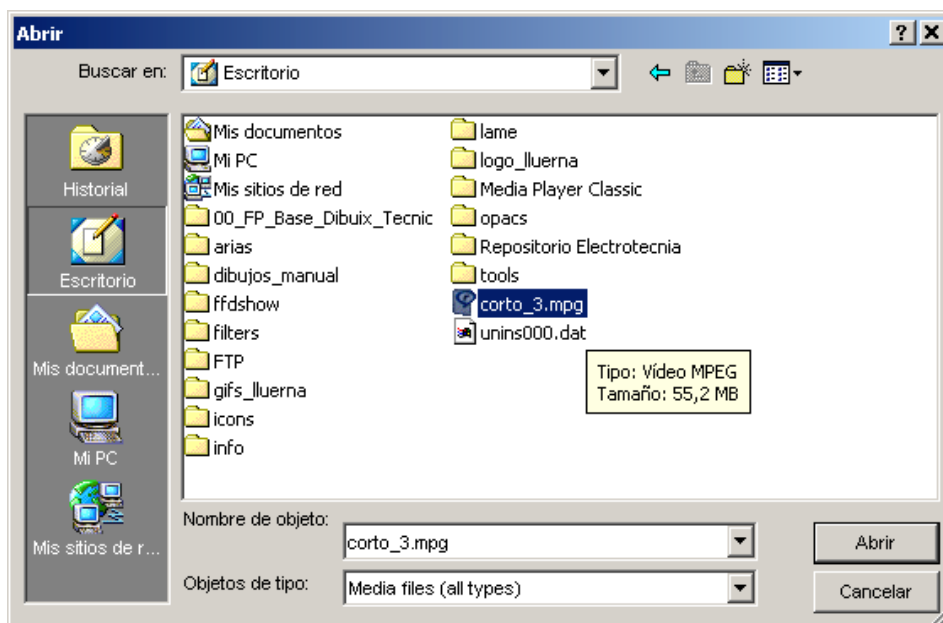 Abrir
Buscar en: Escritorio
Historial
Escritorio
Mis document...
Mi PC
Mis sitios de r...
Mis documentos
Mi PC
Mis sitios de red
00_FP_Base_Dibuix_Tecnic
arias
dibujos_manual
ffdshow
filters
FTP
gifs_lluerna
icons
info
lame
logo_lluerna
Media Player Classic
opacs
Repositorio Electrotecnia
tools
corto_3.mpg
unins000.dat
Tipo: Vídeo MPEG
Tamaño: 55,2 MB
Nombre de objeto: corto_3.mpg
Abrir
Objetos de tipo: Media files (all types)
Cancelar